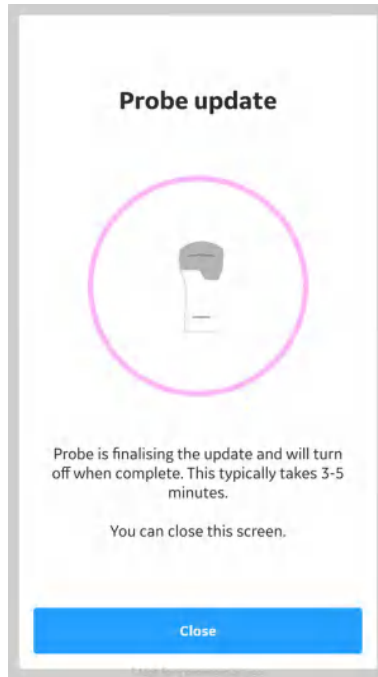 Probe update
Probe is finalising the update and will turn
off when complete. This typically takes 3-5
minutes.
You can close this screen.
Close